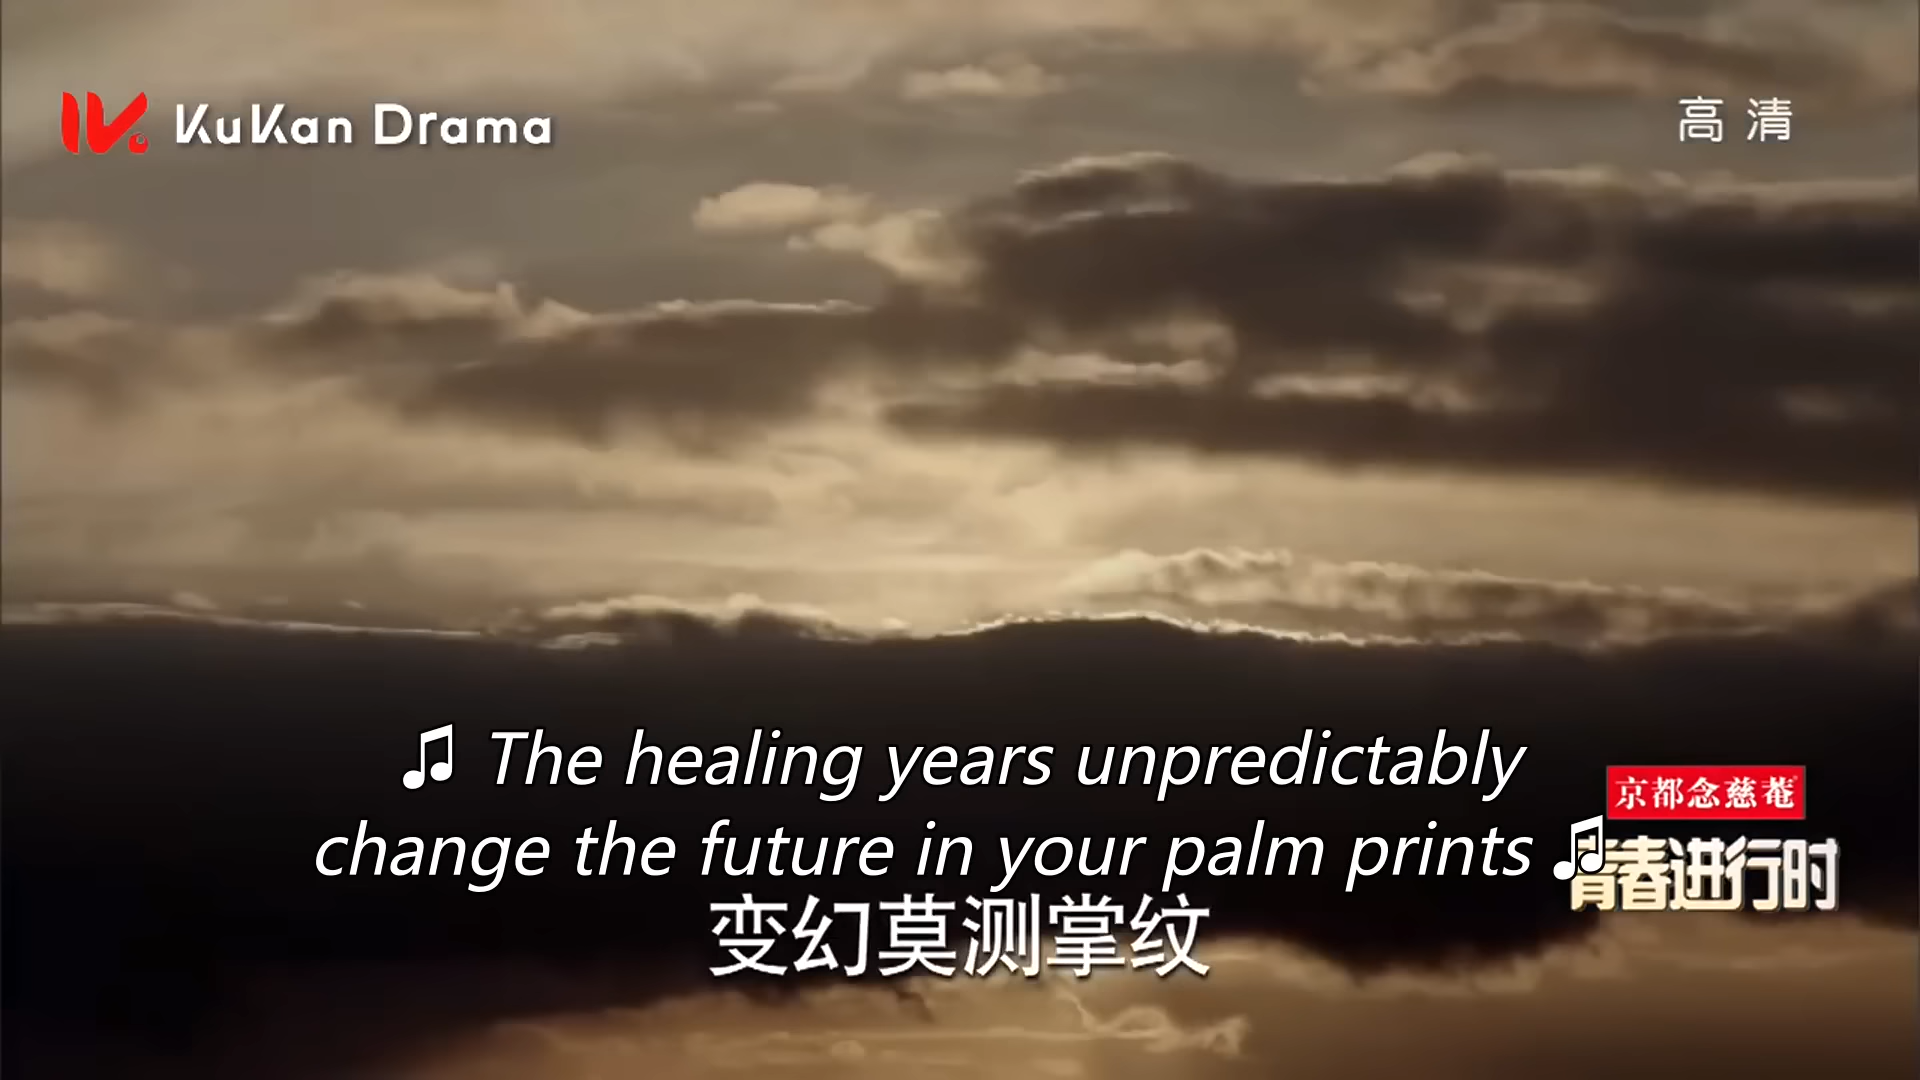 KuKan Drama
高清
♫ The healing years unpredictably
change the future in your palm prints ♫
京都念慈菴
青春进行时
变幻莫测掌纹